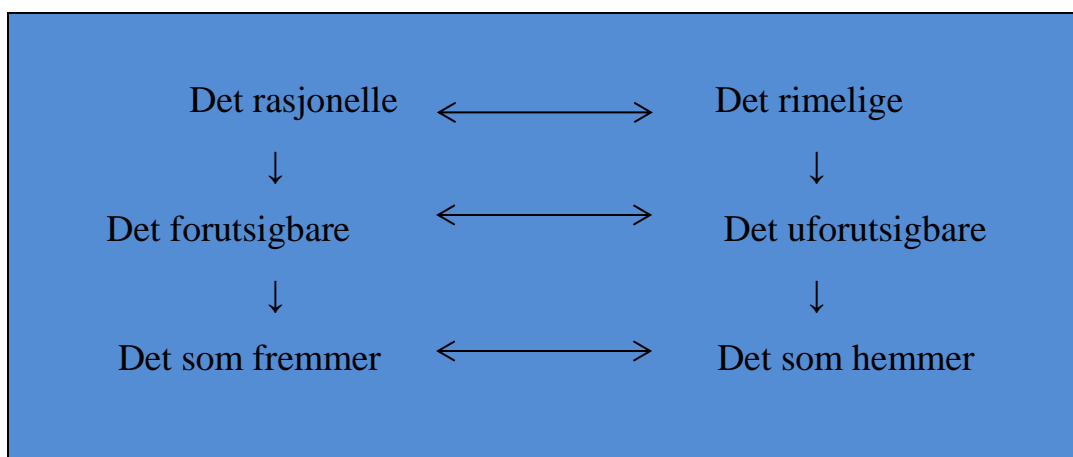 Det rasjonelle Det rimelige
↓ ↓
Det forutsigbare Det uforutsigbare
↓ ↓
Det som fremmer Det som hemmer